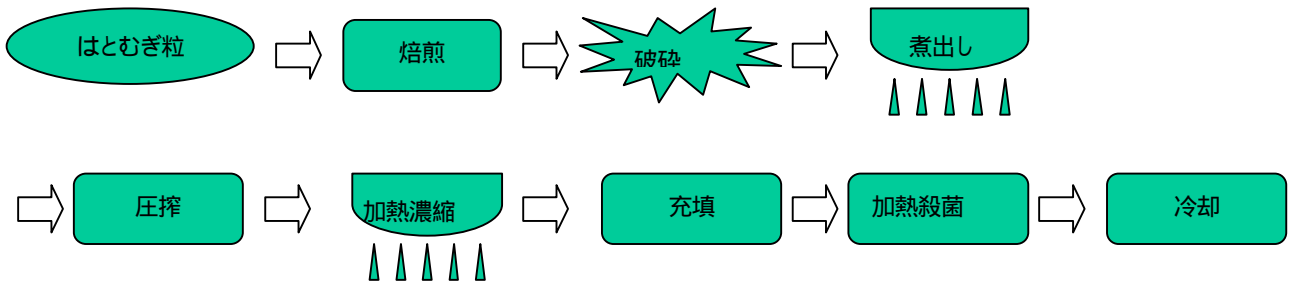 はとむぎ粒
焙煎
破砕
煮出し
圧搾
加熱濃縮
充填
加熱殺菌
冷却